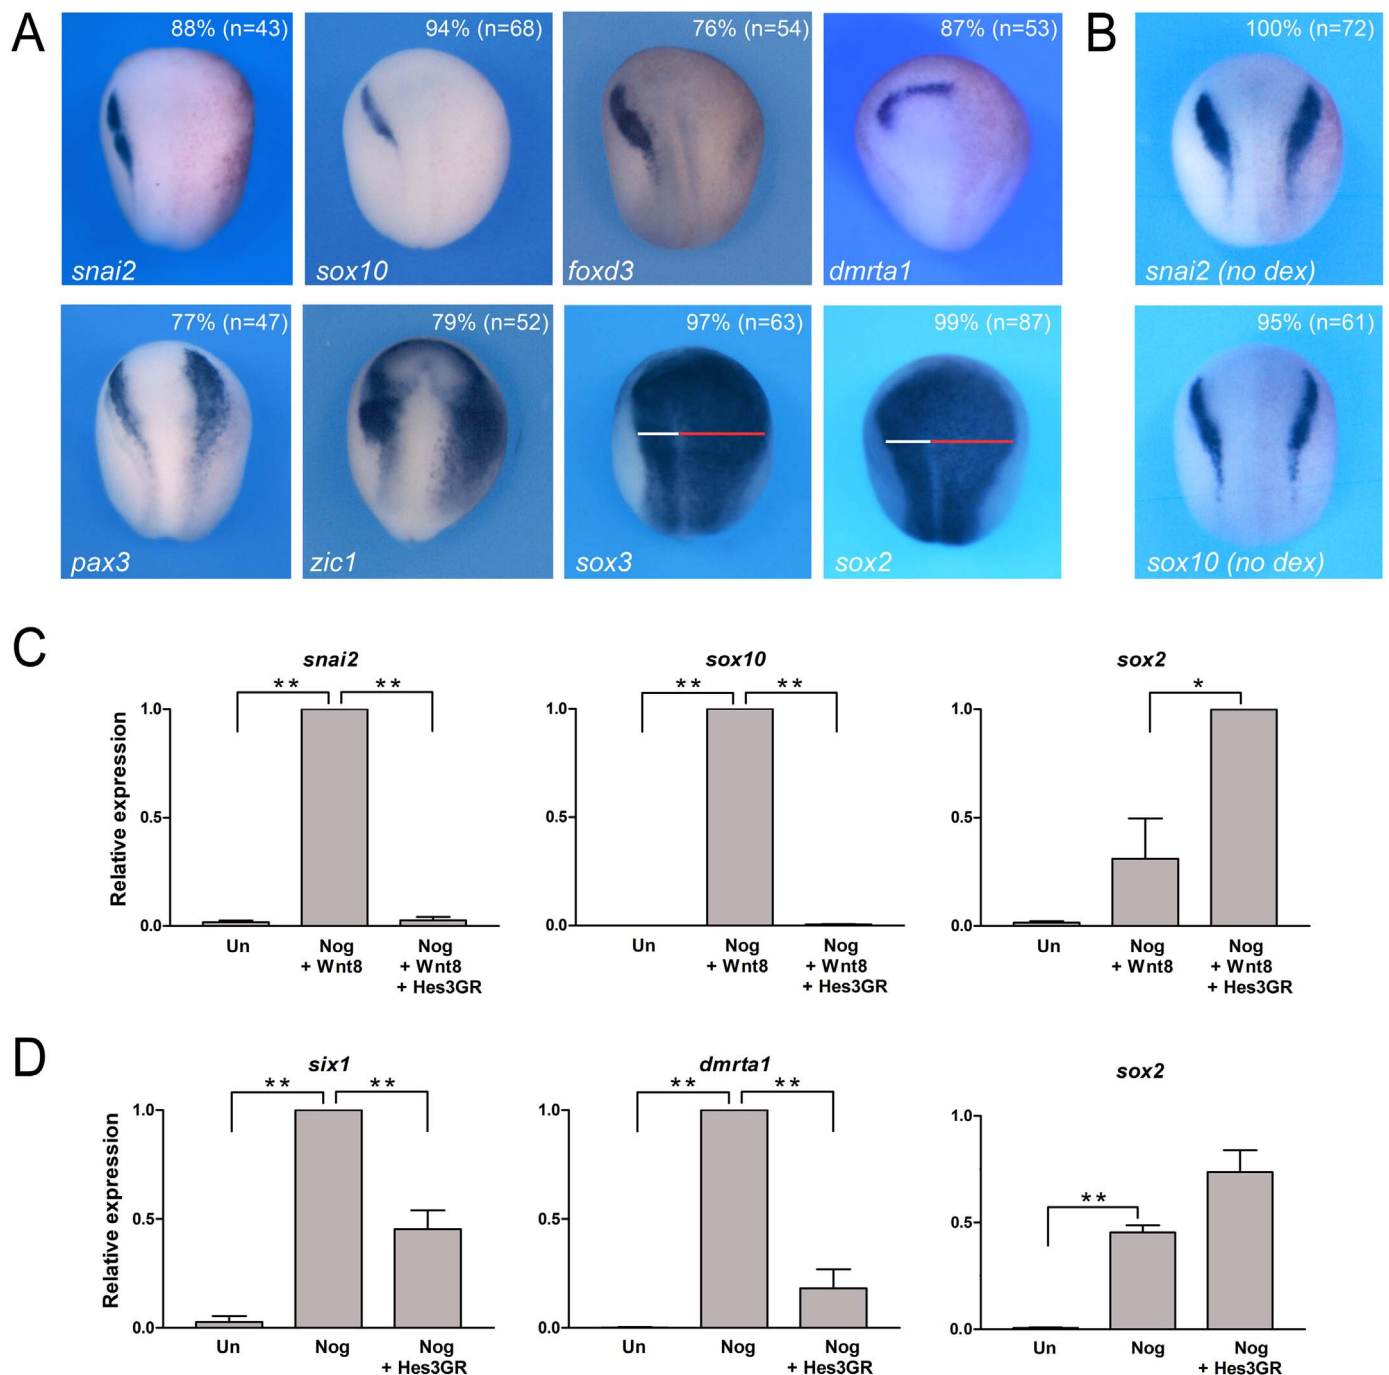 A
88% (n=43)
94% (n=68)
76% (n=54)
87% (n=53)
B
100% (n=72)
snai2
sox10
foxd3
dmrta1
snai2 (no dex)
77% (n=47)
79% (n=52)
97% (n=63)
99% (n=87)
95% (n=61)
pax3
zic1
sox3
sox2
sox10 (no dex)
C
snai2
**
**
Relative expression
1.0
0.5
0.0
Un
Nog
+ Wnt8
Nog
+ Wnt8
+ Hes3GR
sox10
**
**
1.0
0.5
0.0
Un
Nog
+ Wnt8
Nog
+ Wnt8
+ Hes3GR
sox2
*
1.0
0.5
0.0
Un
Nog
+ Wnt8
Nog
+ Wnt8
+ Hes3GR
D
six1
**
**
Relative expression
1.0
0.5
0.0
Un
Nog
Nog
+ Hes3GR
dmrta1
**
**
1.0
0.5
0.0
Un
Nog
Nog
+ Hes3GR
sox2
**
1.0
0.5
0.0
Un
Nog
Nog
+ Hes3GR